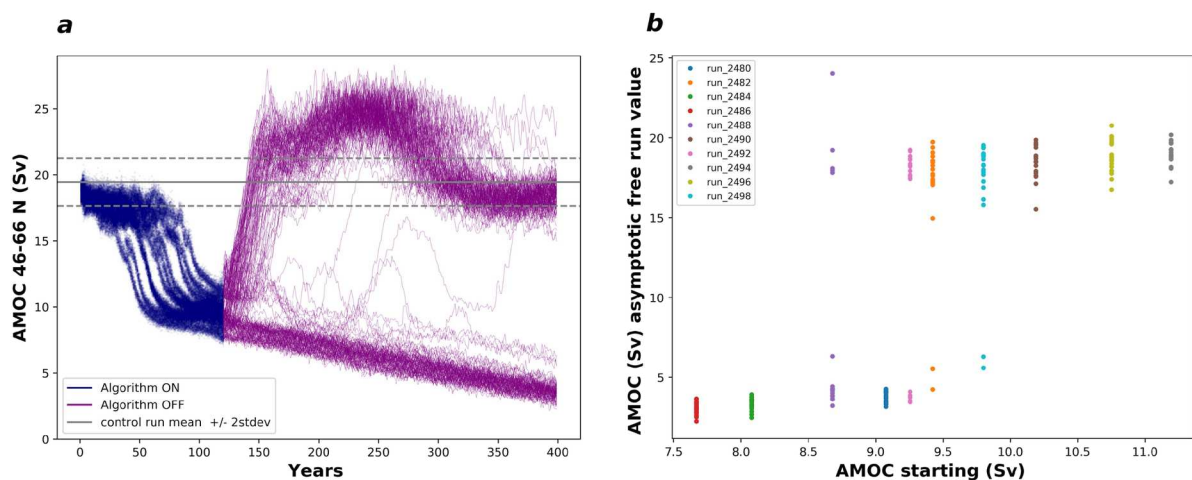 a
AMOC 46-66 N (Sv)
25
20
15
10
5
0
Algorithm ON
Algorithm OFF
control run mean +/- 2stdev
0 50 100 150 200 250 300 350 400
Years
b
AMOC (Sv) asymptotic free run value
25
20
15
10
5
run_2480
run_2482
run_2484
run_2486
run_2488
run_2490
run_2492
run_2494
run_2496
run_2498
7.5 8.0 8.5 9.0 9.5 10.0 10.5 11.0
AMOC starting (Sv)